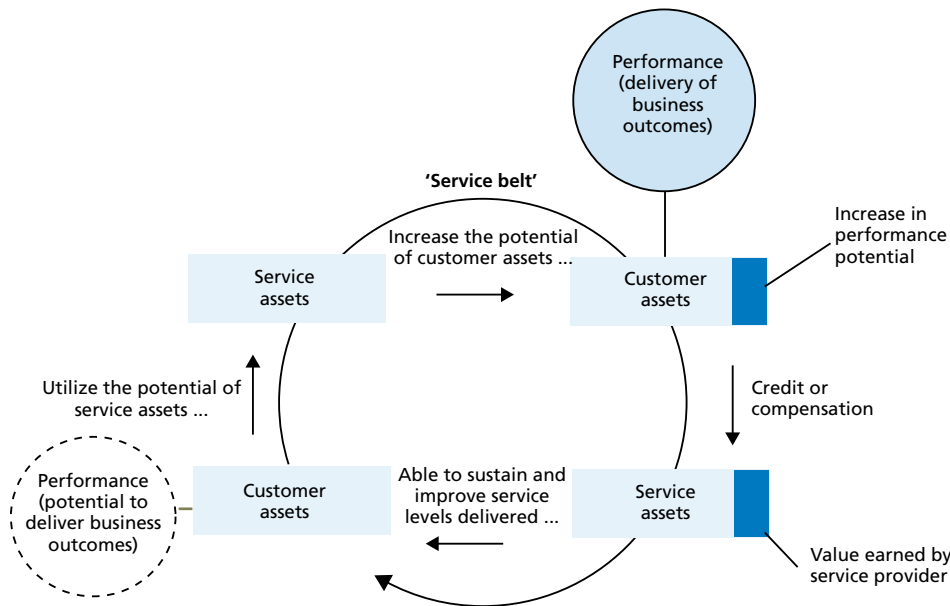 Performance
(delivery of
business
outcomes)
'Service belt'
Increase the potential
of customer assets ...
Increase in
performance
potential
Service
assets
Customer
assets
Utilize the potential of
service assets ...
Credit or
compensation
Performance
(potential to
deliver business
outcomes)
Customer
assets
Able to sustain and
improve service
levels delivered ...
Service
assets
Value earned by
service provider